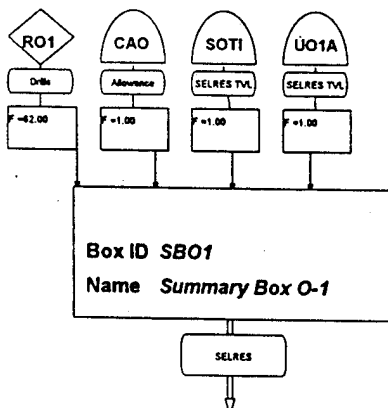 RO1 CAO SOTI UO1A
Drills Allowance SELRES TVL SELRES TVL
F =62.00 F =1.00 F =1.00 F =1.00
Box ID SBO1
Name Summary Box O-1
SELRES